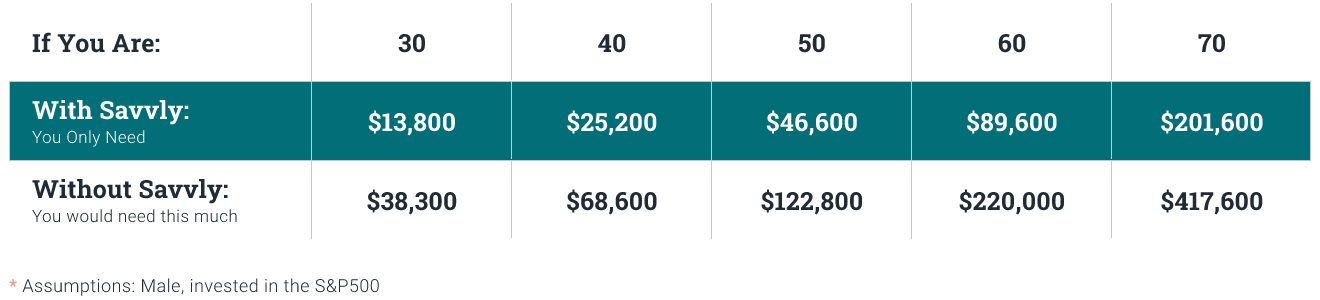 If You Are: 30 40 50 60 70
With Savvly: $13,800 $25,200 $46,600 $89,600 $201,600
You Only Need
Without Savvly: $38,300 $68,600 $122,800 $220,000 $417,600
You would need this much
* Assumptions: Male, invested in the S&P500